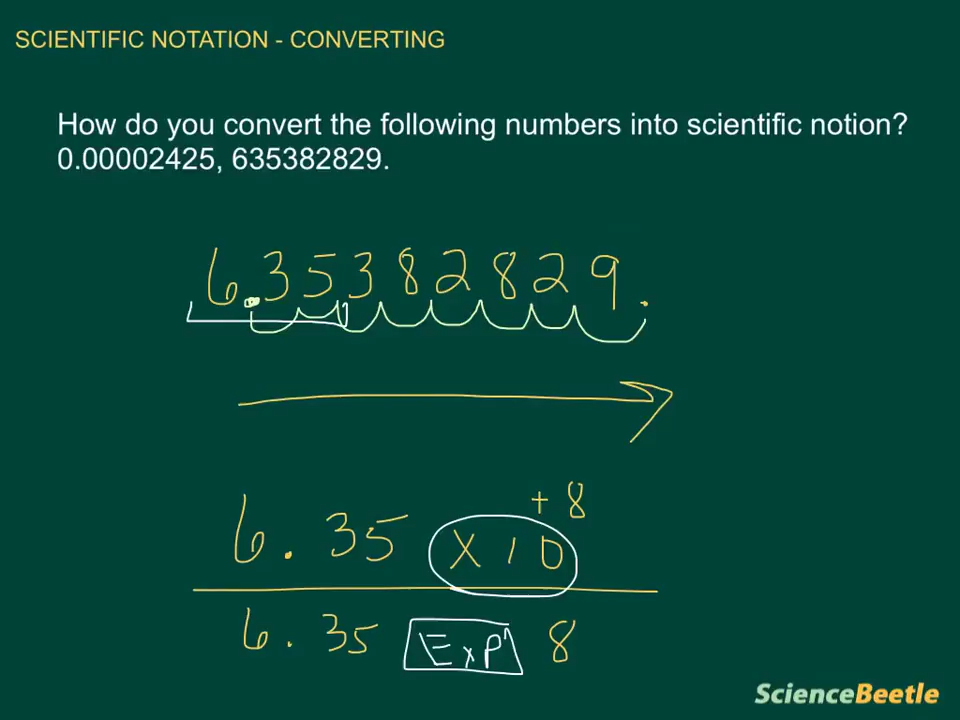 SCIENTIFIC NOTATION - CONVERTING
How do you convert the following numbers into scientific notion?
0.00002425, 635382829.
6.35382829.
6.35 x10 +8
6.35 ExP 8
ScienceBeetle